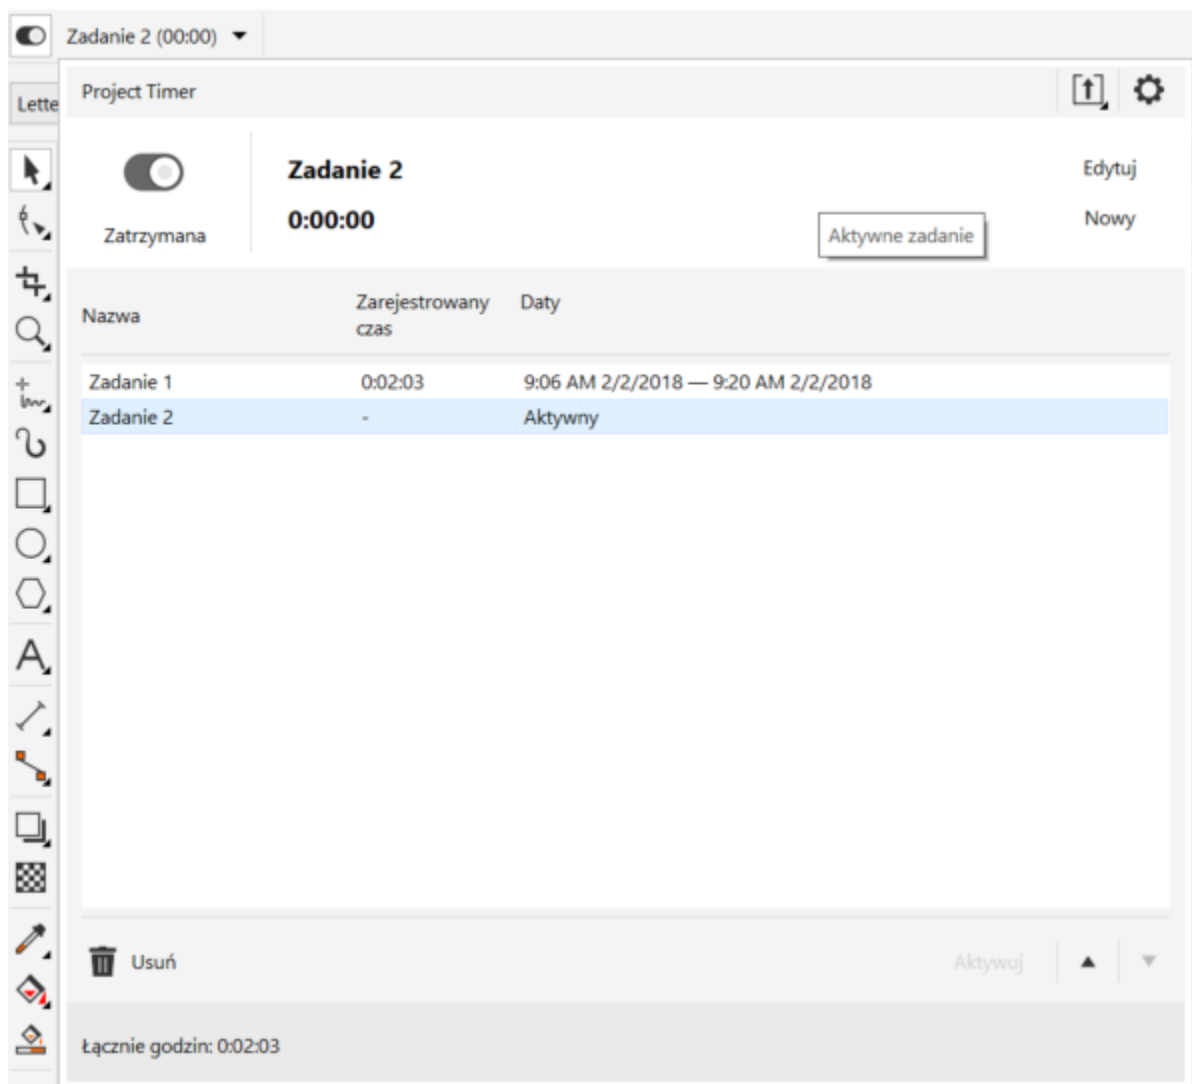 Zadanie 2 (00:00)
Lette
Project Timer
Zadanie 2
Edytuj
0:00:00
Nowy
Zatrzymana
Aktywne zadanie
Nazwa
Zarejestrowany
czas
Daty
Zadanie 1 0:02:03 9:06 AM 2/2/2018 — 9:20 AM 2/2/2018
Zadanie 2 - Aktywny
Usuń
Aktywuj
Łącznie godzin: 0:02:03